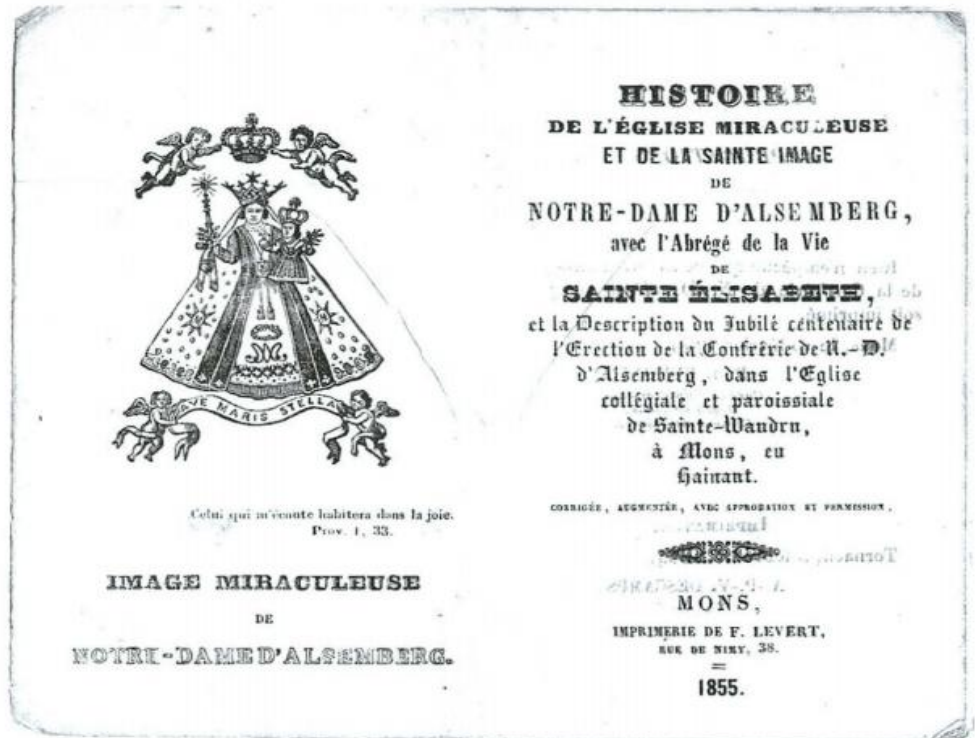 AVE MARIS STELLA
Celui qui m'écoute habitera dans la joie.
Prov. 1, 33.
IMAGE MIRACULEUSE
DE
NOTRE-DAME D'ALSEMBERG.
HISTOIRE
DE L'ÉGLISE MIRACULEUSE
ET DE LA SAINTE IMAGE
DE
NOTRE-DAME D'ALSEMBERG,
avec l'Abrégé de la Vie
DE
SAINTE ÉLISABETH,
et la Description du Jubilé centenaire de
l'Erection de la Confrérie de N.-D.
d'Alsemberg, dans l'Eglise
collégiale et paroissiale
de Sainte-Waudru,
à Mons, en
Hainaut.
CORRIGÉE, AUGMENTÉE, AVEC APPROBATION ET PERMISSION.
MONS,
IMPRIMERIE DE F. LEVERT,
RUE DE NIMY, 38.
1855.